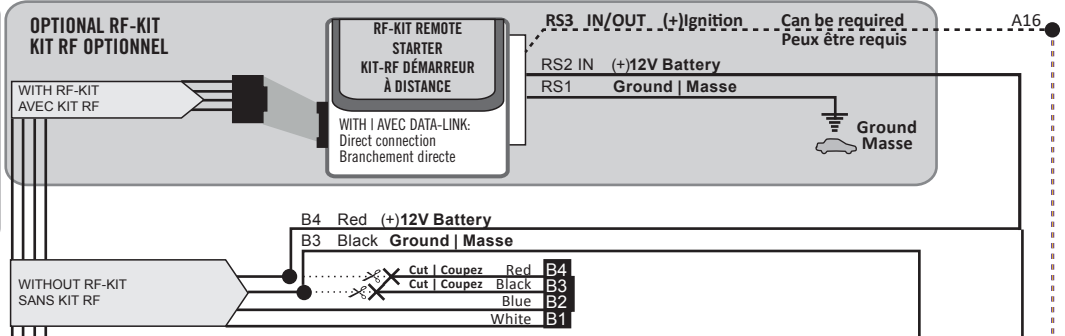 OPTIONAL RF-KIT
KIT RF OPTIONNEL
RF-KIT REMOTE
STARTER
KIT-RF DÉMARREUR
À DISTANCE
WITH | AVEC DATA-LINK:
Direct connection
Branchement directe
RS3 IN/OUT (+)Ignition Can be required
Peux être requis
A16
RS2 IN (+)12V Battery
RS1 Ground | Masse
Ground
Masse
WITH RF-KIT
AVEC KIT RF
B4 Red (+)12V Battery
B3 Black Ground | Masse
WITHOUT RF-KIT
SANS KIT RF
Cut | Coupez Red B4
Cut | Coupez Black B3
Blue B2
White B1